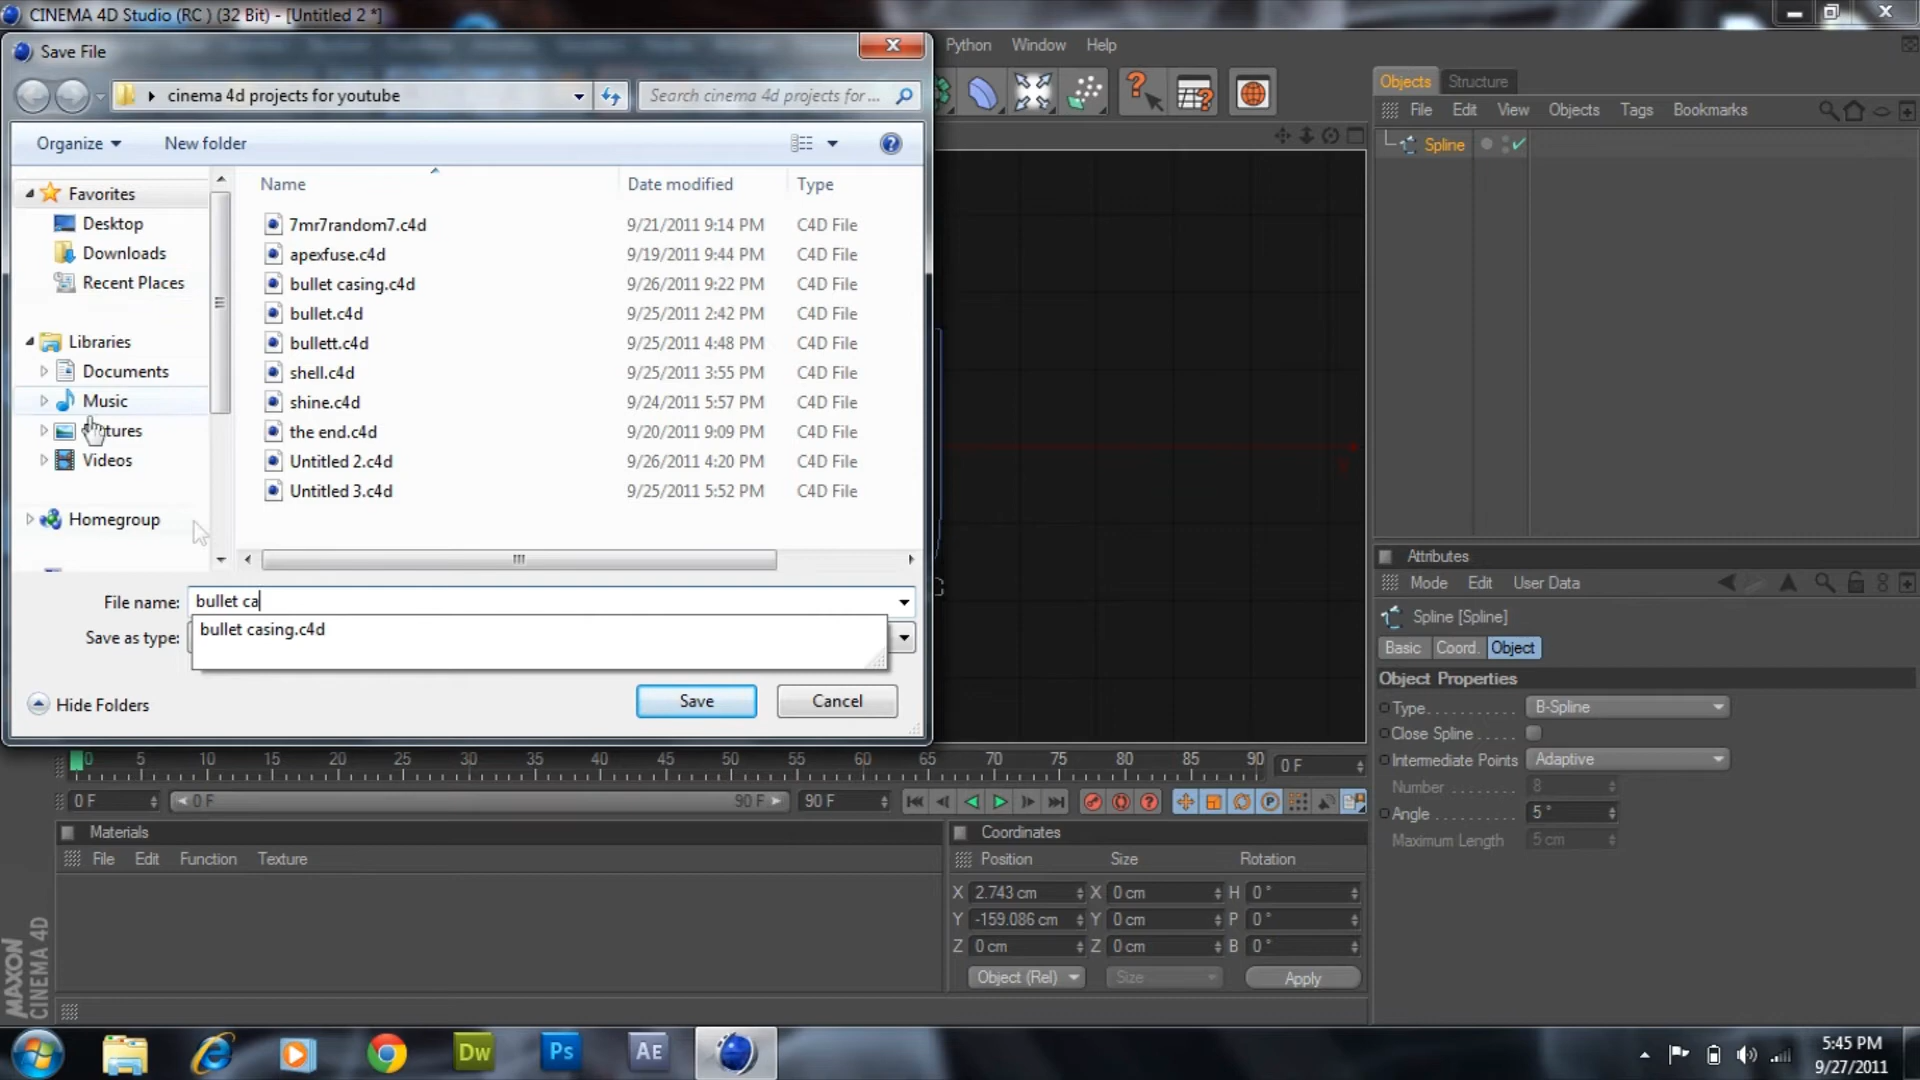 CINEMA 4D Studio (RC ) (32 Bit) - [Untitled 2 *]
Save File
Python Window Help
cinema 4d projects for youtube
Search cinema 4d projects for ...
Organize New folder
Name Date modified Type
Favorites
Desktop
Downloads
Recent Places
Libraries
Documents
Music
Videos
Homegroup
7mr7random7.c4d 9/21/2011 9:14 PM C4D File
apexfuse.c4d 9/19/2011 9:44 PM C4D File
bullet casing.c4d 9/26/2011 9:22 PM C4D File
bullet.c4d 9/25/2011 2:42 PM C4D File
bullett.c4d 9/25/2011 4:48 PM C4D File
shell.c4d 9/25/2011 3:55 PM C4D File
shine.c4d 9/24/2011 5:57 PM C4D File
the end.c4d 9/20/2011 9:09 PM C4D File
Untitled 2.c4d 9/26/2011 4:20 PM C4D File
Untitled 3.c4d 9/25/2011 5:52 PM C4D File
File name: bullet ca
bullet casing.c4d
Save as type:
Hide Folders
Save Cancel
Objects Structure
File Edit View Objects Tags Bookmarks
Spline
Attributes
Mode Edit User Data
Spline [Spline]
Basic Coord. Object
Object Properties
Type B-Spline
Close Spline
Intermediate Points Adaptive
Number 8
Angle 5 °
Maximum Length 5 cm
0 5 10 15 20 25 30 35 40 45 50 55 60 65 70 75 80 85 90 0 F
0 F 0 F 90 F 90 F
Materials
File Edit Function Texture
Coordinates
Position Size Rotation
X 2.743 cm X 0 cm H 0 °
Y -159.086 cm Y 0 cm P 0 °
Z 0 cm Z 0 cm B 0 °
Object (Rel) Size Apply
MAXON
CINEMA 4D
Dw Ps AE
5:45 PM
9/27/2011